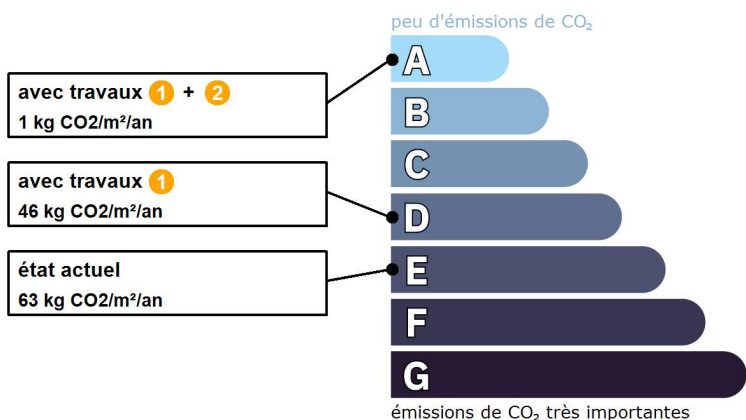 peu d'émissions de CO₂
A
avec travaux 1 + 2
1 kg CO2/m²/an
B
C
avec travaux 1
46 kg CO2/m²/an
D
état actuel
63 kg CO2/m²/an
E
F
G
émissions de CO₂ très importantes